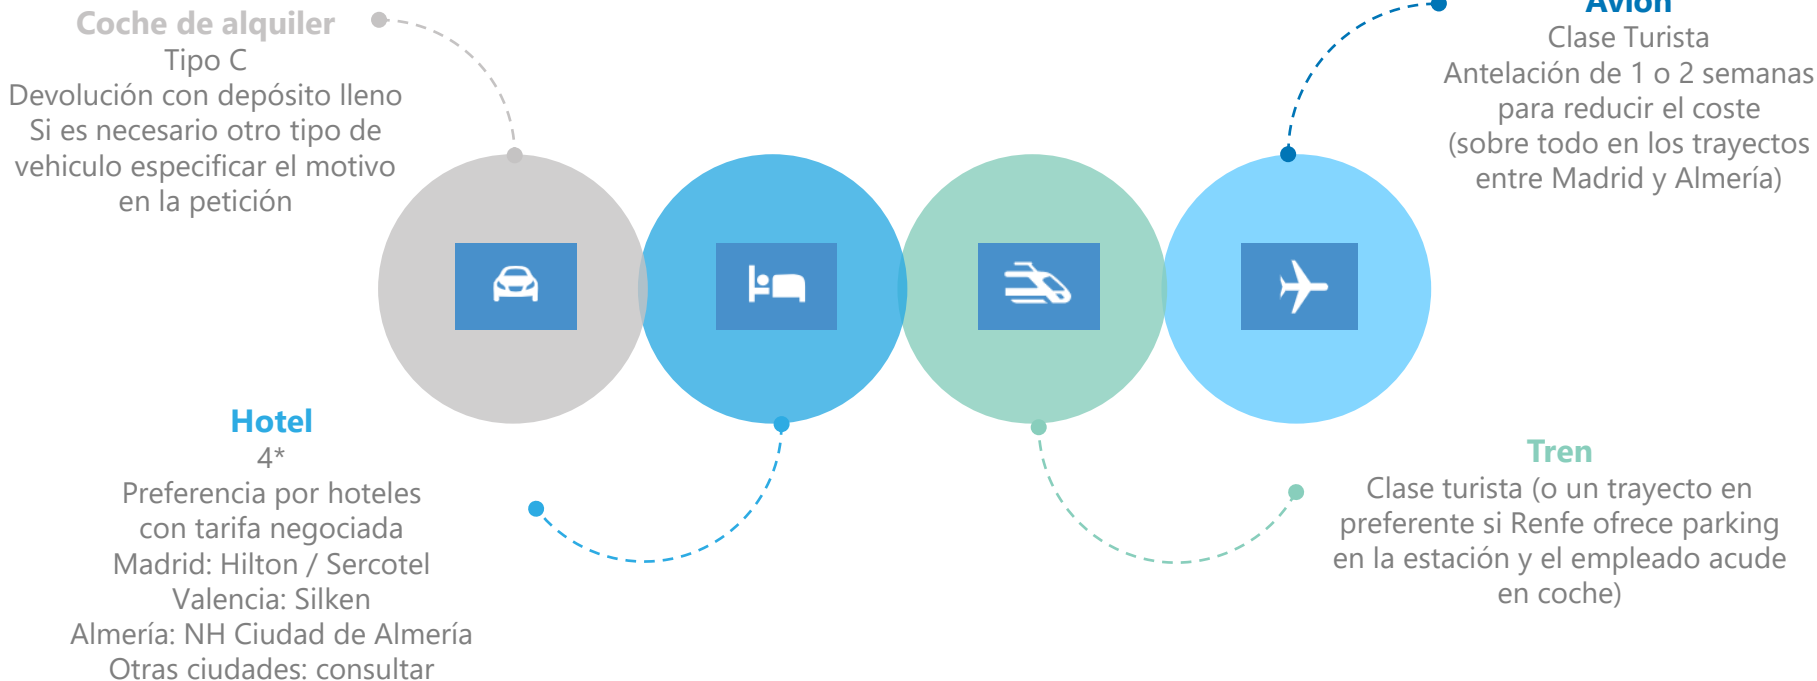 Coche de alquiler
Tipo C
Devolución con depósito lleno
Si es necesario otro tipo de
vehiculo especificar el motivo
en la petición
Avión
Clase Turista
Antelación de 1 o 2 semanas
para reducir el coste
(sobre todo en los trayectos
entre Madrid y Almería)
Hotel
4*
Preferencia por hoteles
con tarifa negociada
Madrid: Hilton / Sercotel
Valencia: Silken
Almería: NH Ciudad de Almería
Otras ciudades: consultar
Tren
Clase turista (o un trayecto en
preferente si Renfe ofrece parking
en la estación y el empleado acude
en coche)